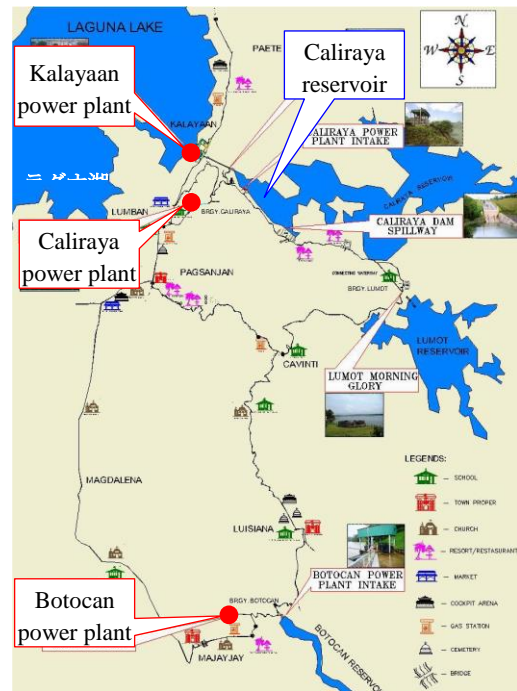 LAGUNA LAKE
PAETE
N
W
E
S
Kalayaan
power plant
Caliraya
reservoir
KALAYAAN
CALIRAYA POWER
PLANT INTAKE
CALIRAYA RESERVOIR
LUMBAN
BRGY. CALIRAYA
CALIRAYA DAM
SPILLWAY
Caliraya
power plant
PAGSANJAN
BRGY. LUMOT
LUMOT
RESERVOIR
CAVINTI
LUMOT MORNING
GLORY
MAGDALENA
LUISIANA
LEGENDS:
— SCHOOL
— TOWN PROPER
— CHURCH
— RESORT/RESTAURANT
— MARKET
— COCKPIT ARENA
— GAS STATION
— CEMETERY
— BRIDGE
BOTOCAN POWER
PLANT INTAKE
Botocan
power plant
BRGY. BOTOCAN
MAJAYJAY
BOTOCAN RESERVOIR